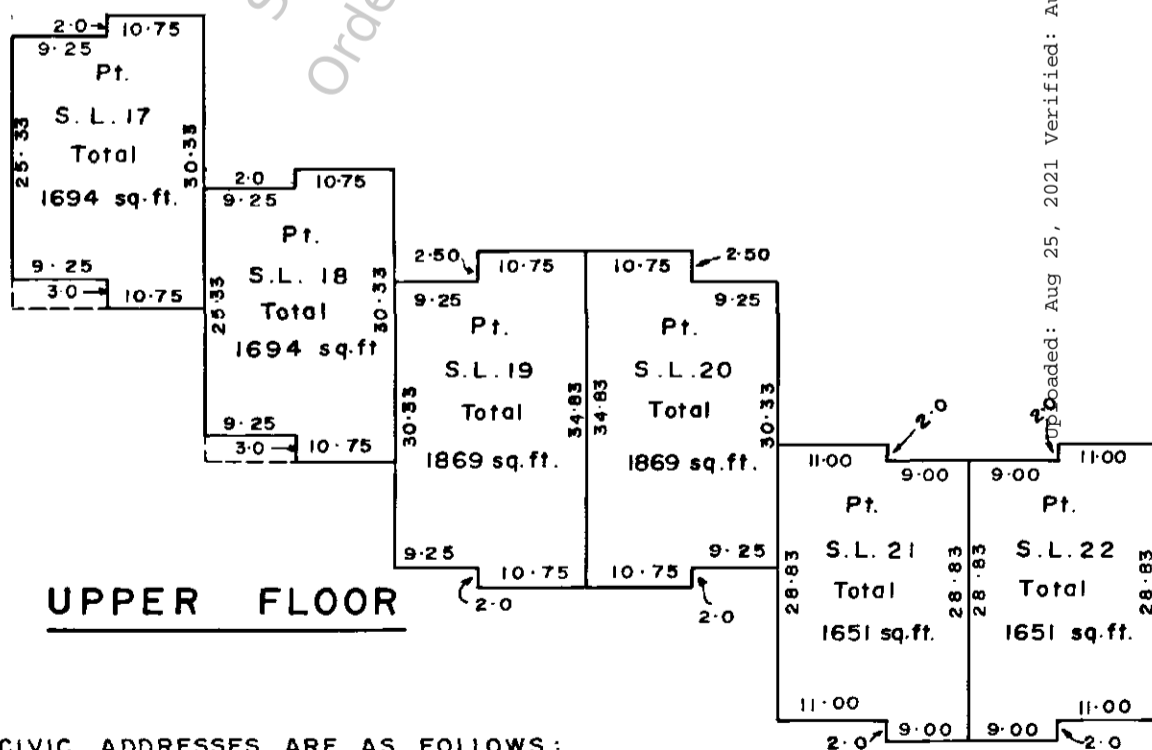 2.0 10.75
9.25
Pt.
S. L. 17
Total
1694 sq.ft.
25.33
30.33
9.25
3.0
10.75
2.0
10.75
9.25
Pt.
S.L. 18
Total
1694 sq.ft
25.33
30.33
9.25
3.0
10.75
2.50
10.75
9.25
Pt.
S.L. 19
Total
1869 sq.ft.
30.33
34.83
9.25
10.75
2.0
10.75
2.50
9.25
Pt.
S.L. 20
Total
1869 sq.ft.
34.83
30.33
9.25
10.75
2.0
2.0
11.00
9.00
Pt.
S.L. 21
Total
1651 sq.ft.
28.83
28.83
11.00
9.00
2.0
2.0
11.00
9.00
Pt.
S.L. 22
Total
1651 sq.ft.
28.83
28.83
11.00
9.00
2.0
UPPER FLOOR
CIVIC ADDRESSES ARE AS FOLLOWS:
Uploaded: Aug 25, 2021 Verified: